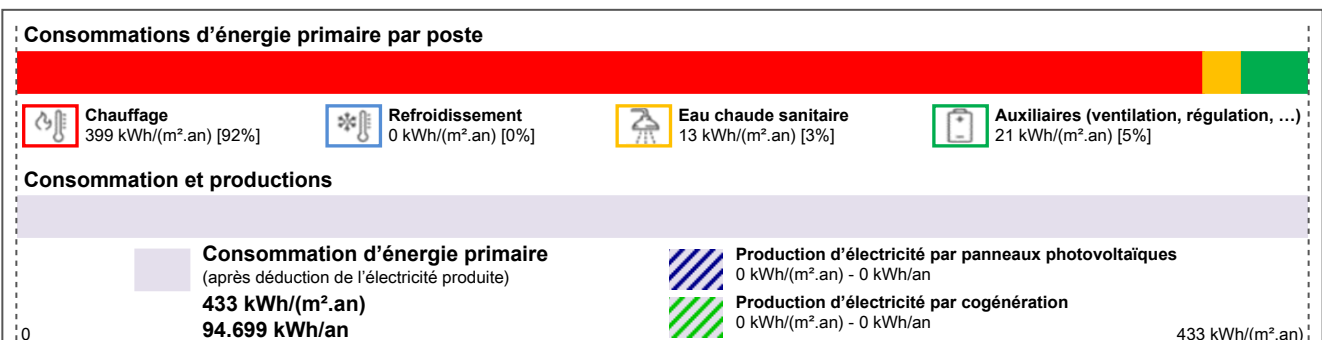 Consommations d’énergie primaire par poste
Chauffage
399 kWh/(m².an) [92%]
Refroidissement
0 kWh/(m².an) [0%]
Eau chaude sanitaire
13 kWh/(m².an) [3%]
Auxiliaires (ventilation, régulation, …)
21 kWh/(m².an) [5%]
Consommation et productions
Consommation d’énergie primaire
(après déduction de l’électricité produite)
433 kWh/(m².an)
94.699 kWh/an
Production d’électricité par panneaux photovoltaïques
0 kWh/(m².an) - 0 kWh/an
Production d’électricité par cogénération
0 kWh/(m².an) - 0 kWh/an
0
433 kWh/(m².an)